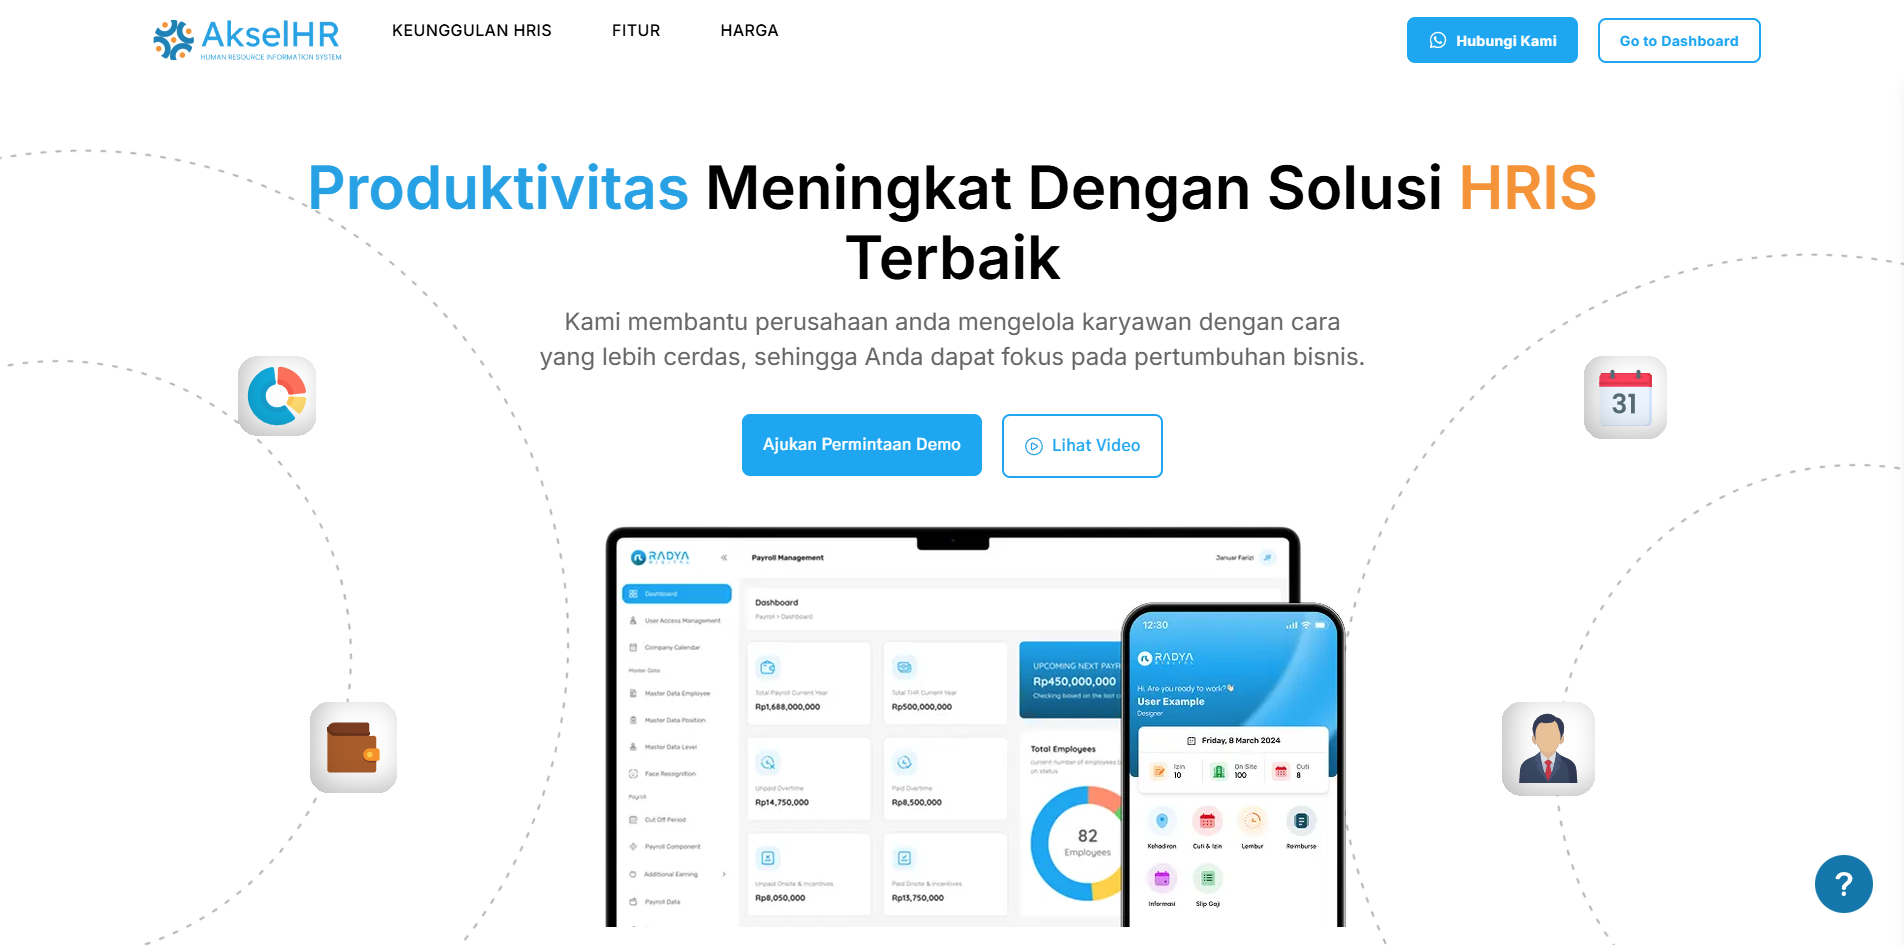 AkselHR
HUMAN RESOURCE INFORMATION SYSTEM
KEUNGGULAN HRIS
FITUR
HARGA
Hubungi Kami
Go to Dashboard
Produktivitas Meningkat Dengan Solusi HRIS
Terbaik
Kami membantu perusahaan anda mengelola karyawan dengan cara
yang lebih cerdas, sehingga Anda dapat fokus pada pertumbuhan bisnis.
Ajukan Permintaan Demo
Lihat Video
31
RADYA
DIGITAL
Payroll Management
Januar Farizi
JF
Dashboard
User Access Management
Company Calendar
Master Data
Master Data Employee
Master Data Position
Master Data Level
Face Recognition
Payroll
Cut Off Period
Payroll Component
Additional Earning
Payroll Data
Dashboard
Payroll > Dashboard
Total Payroll Current Year
Rp1,688,000,000
Total THR Current Year
Rp500,000,000
UPCOMING NEXT PAYR
Rp450,000,000
Checking based on the last c
Unpaid Overtime
Rp14,750,000
Paid Overtime
Rp8,500,000
Total Employees
current number of employees b
on status
82
Employees
Unpaid Onsite & Incentives
Rp8,050,000
Paid Onsite & Incentives
Rp13,750,000
12:30
RADYA
DIGITAL
Hi, Are you ready to work?👋🏻
User Example
Designer
Friday, 8 March 2024
Izin
10
On Site
100
Cuti
8
Kehadiran
Cuti & Izin
Lembur
Reimburse
Informasi
Slip Gaji
?